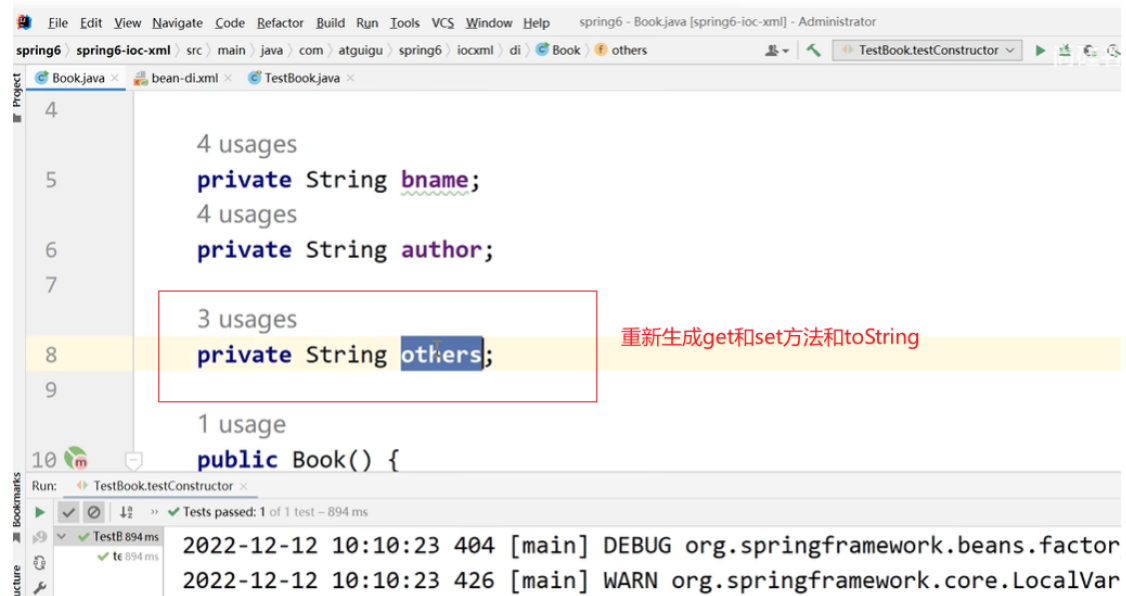 File Edit View Navigate Code Refactor Build Run Tools VCS Window Help spring6 - Book.java [spring6-ioc-xml] - Administrator
spring6 spring6-ioc-xml src main java com atguigu spring6 iocxml di Book others TestBook.testConstructor
Project
Book.java bean-di.xml TestBook.java
4
4 usages
5 private String bname;
4 usages
6 private String author;
7
3 usages
重新生成get和set方法和toString
8 private String others;
9
1 usage
10 public Book() {
Bookmarks
Run: TestBook.testConstructor
Tests passed: 1 of 1 test – 894 ms
TestB 894 ms
te 894 ms
2022-12-12 10:10:23 404 [main] DEBUG org.springframework.beans.factor
2022-12-12 10:10:23 426 [main] WARN org.springframework.core.LocalVar